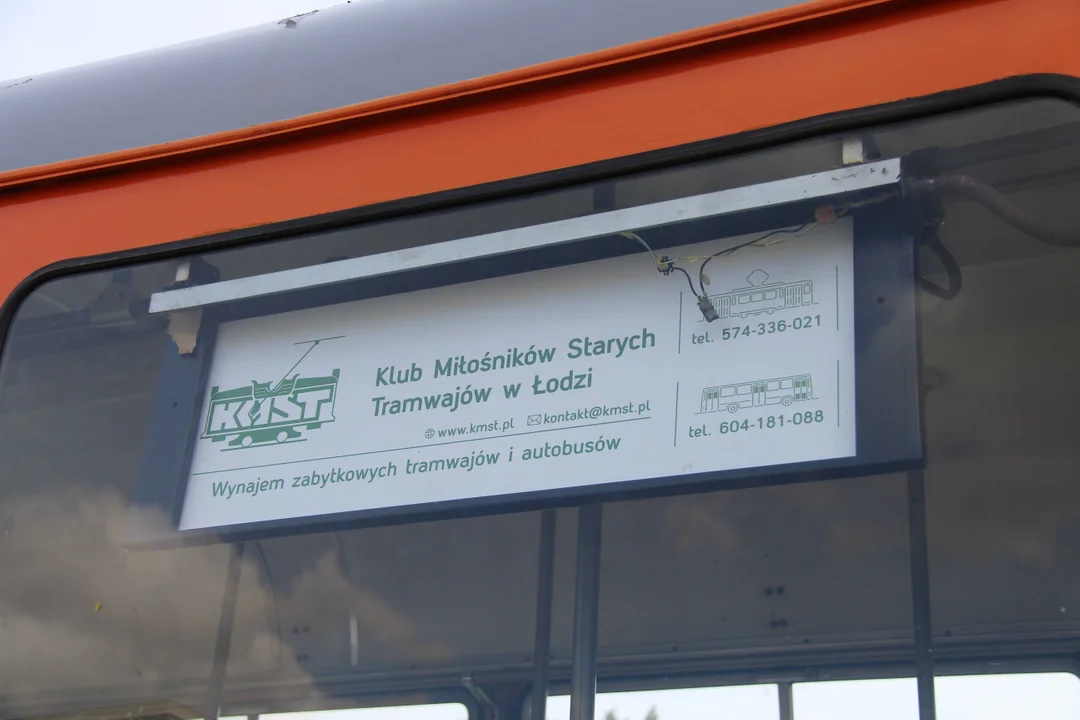 KMST
Klub Miłośników Starych
Tramwajów w Łodzi
www.kmst.pl kontakt@kmst.pl
Wynajem zabytkowych tramwajów i autobusów
tel. 574-336-021
tel. 604-181-088